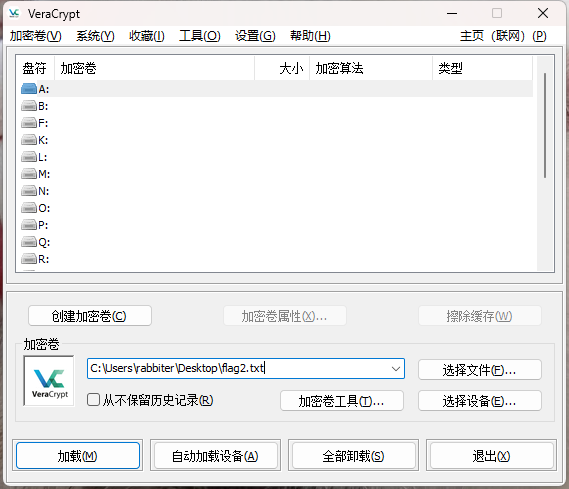 VeraCrypt
加密卷(V) 系统(Y) 收藏(I) 工具(O) 设置(G) 帮助(H) 主页（联网）(P)
盘符 加密卷 大小 加密算法 类型
A:
B:
F:
K:
L:
M:
N:
O:
P:
Q:
R:
创建加密卷(C) 加密卷属性(X)... 擦除缓存(W)
加密卷
VeraCrypt
C:\Users\rabbiter\Desktop\flag2.txt 选择文件(F)...
从不保留历史记录(R) 加密卷工具(T)... 选择设备(E)...
加载(M) 自动加载设备(A) 全部卸载(S) 退出(X)